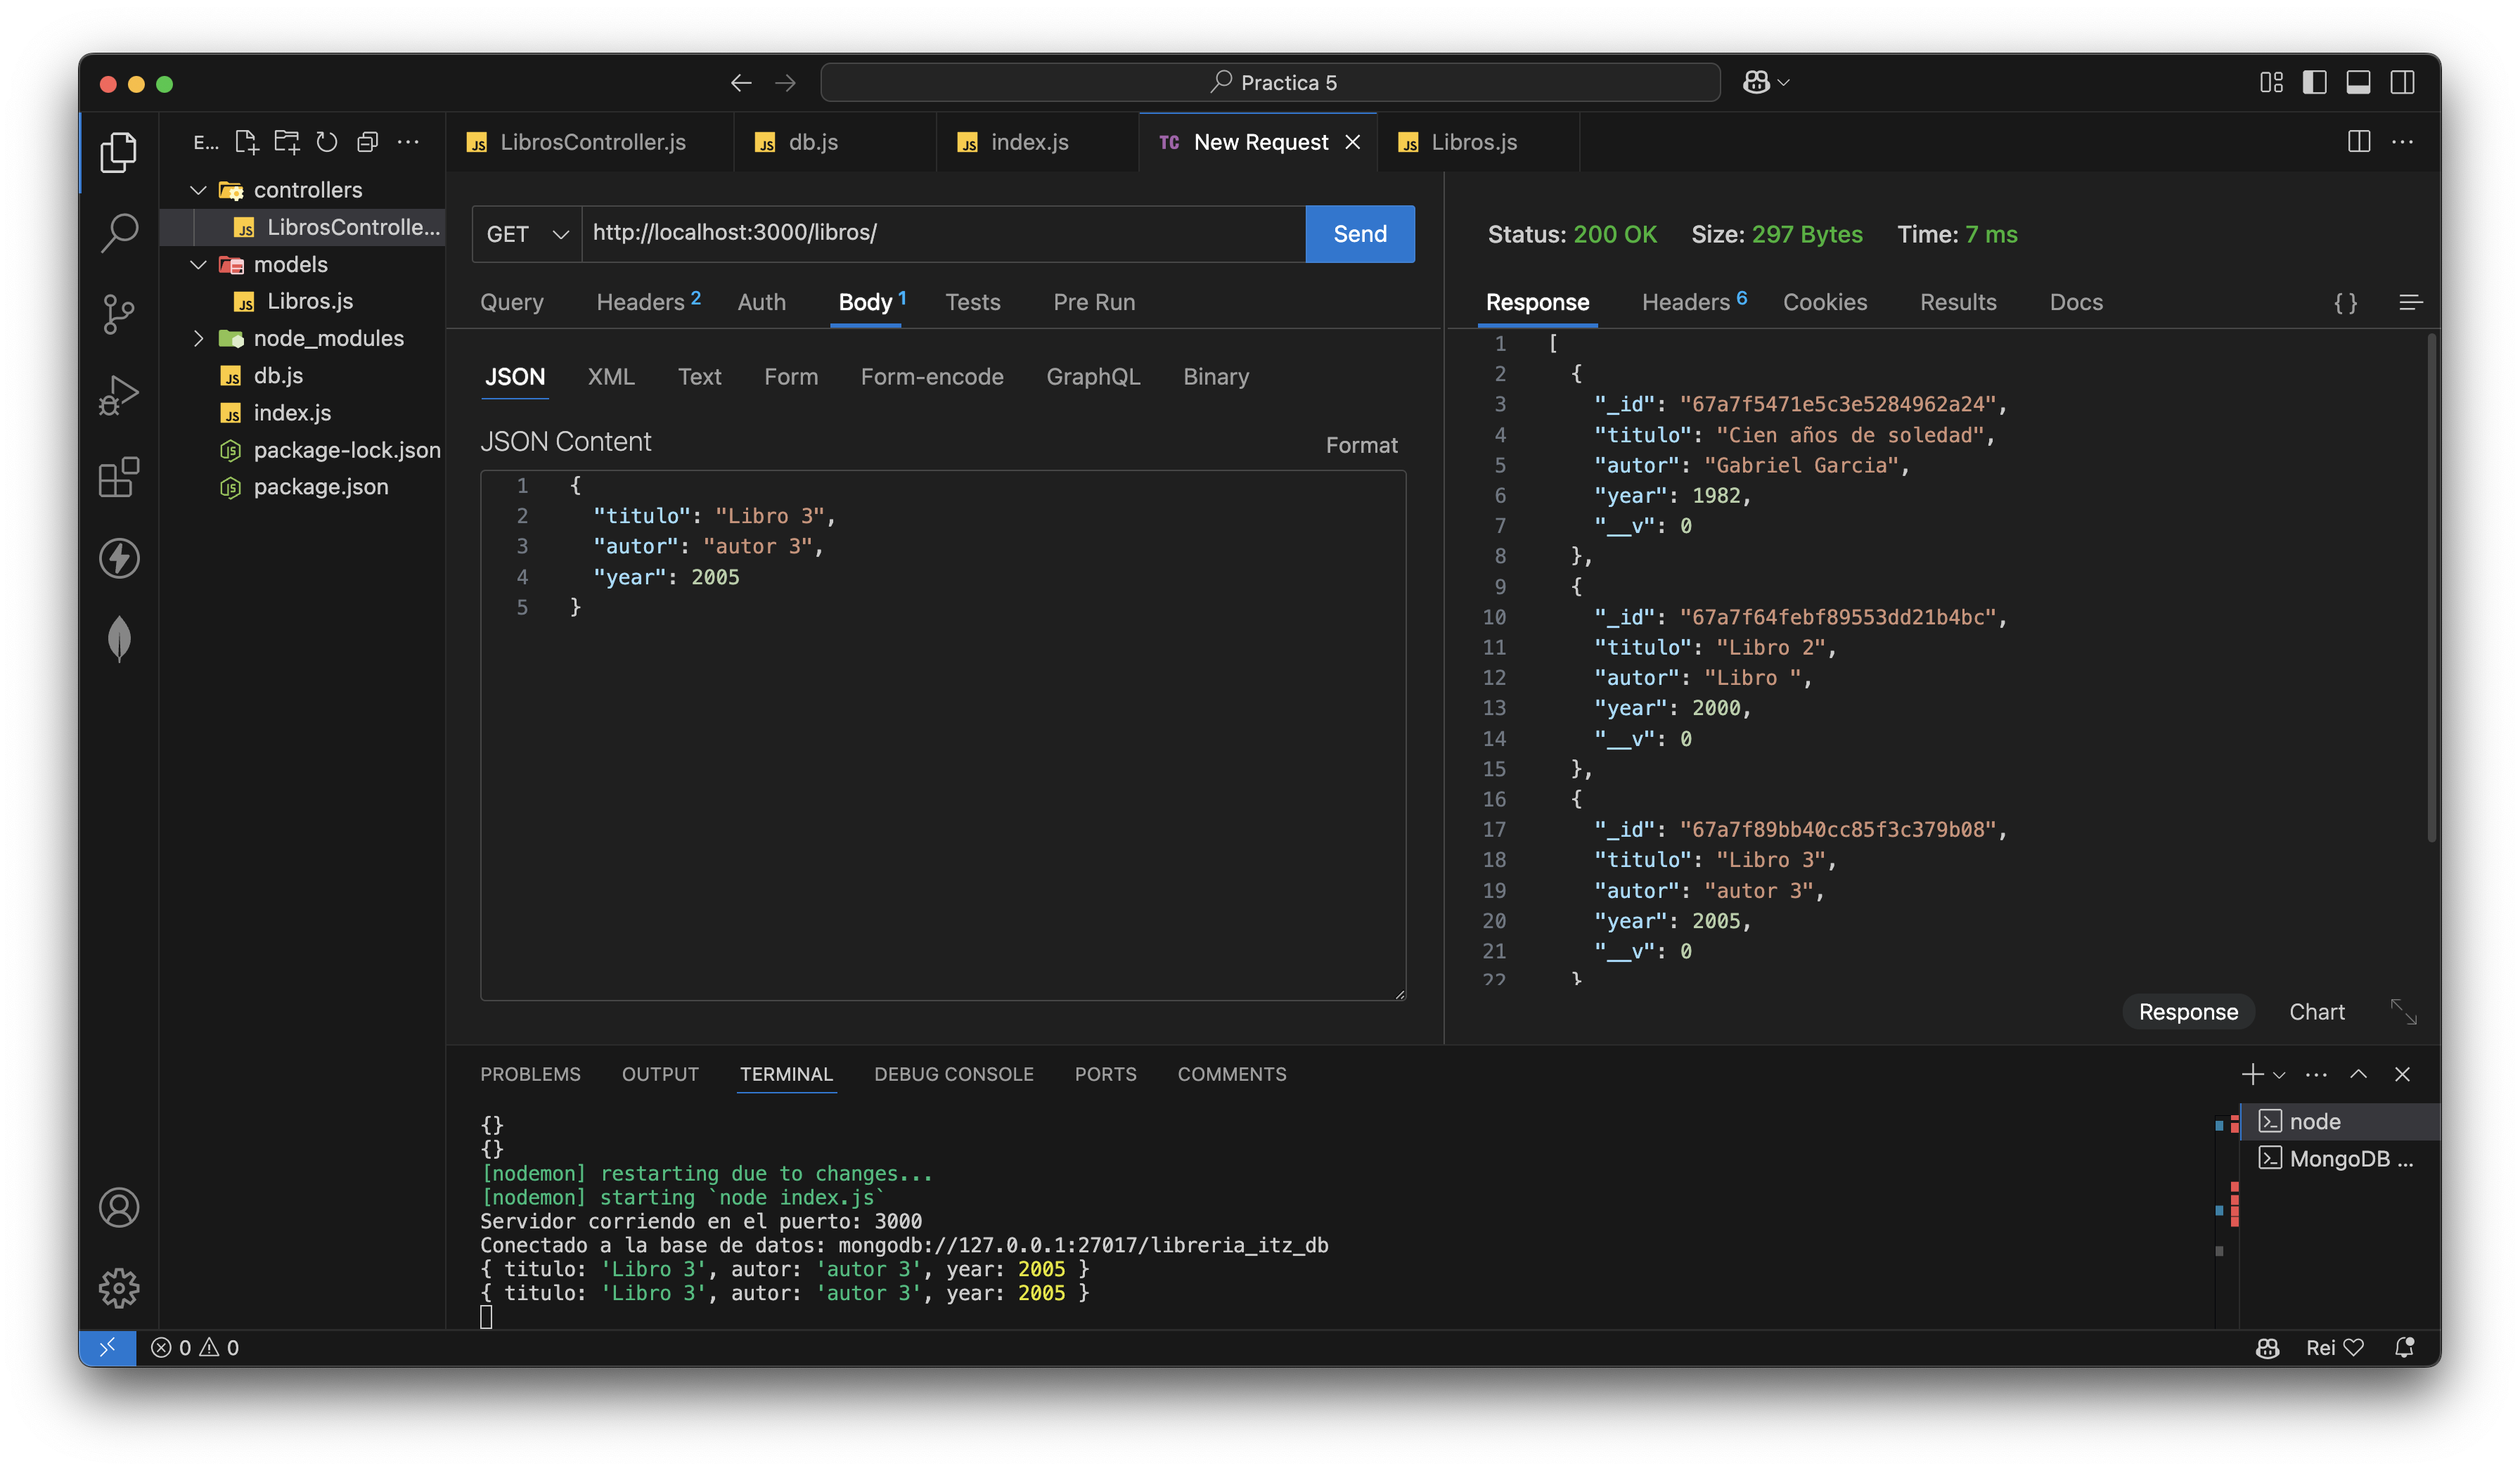 Practica 5
E...
LibrosController.js
db.js
index.js
TC New Request
Libros.js
controllers
LibrosControlle...
models
Libros.js
node_modules
db.js
index.js
package-lock.json
package.json
GET
http://localhost:3000/libros/
Send
Query Headers 2 Auth Body 1 Tests Pre Run
JSON XML Text Form Form-encode GraphQL Binary
JSON Content
Format
1 {
2 "titulo": "Libro 3",
3 "autor": "autor 3",
4 "year": 2005
5 }
Status: 200 OK Size: 297 Bytes Time: 7 ms
Response Headers 6 Cookies Results Docs { }
1 [
2 {
3 "_id": "67a7f5471e5c3e5284962a24",
4 "titulo": "Cien años de soledad",
5 "autor": "Gabriel Garcia",
6 "year": 1982,
7 "__v": 0
8 },
9 {
10 "_id": "67a7f64febf89553dd21b4bc",
11 "titulo": "Libro 2",
12 "autor": "Libro ",
13 "year": 2000,
14 "__v": 0
15 },
16 {
17 "_id": "67a7f89bb40cc85f3c379b08",
18 "titulo": "Libro 3",
19 "autor": "autor 3",
20 "year": 2005,
21 "__v": 0
22 }
Response Chart
PROBLEMS OUTPUT TERMINAL DEBUG CONSOLE PORTS COMMENTS
{}
{}
[nodemon] restarting due to changes...
[nodemon] starting `node index.js`
Servidor corriendo en el puerto: 3000
Conectado a la base de datos: mongodb://127.0.0.1:27017/libreria_itz_db
{ titulo: 'Libro 3', autor: 'autor 3', year: 2005 }
{ titulo: 'Libro 3', autor: 'autor 3', year: 2005 }
node
MongoDB ...
0 0
Rei